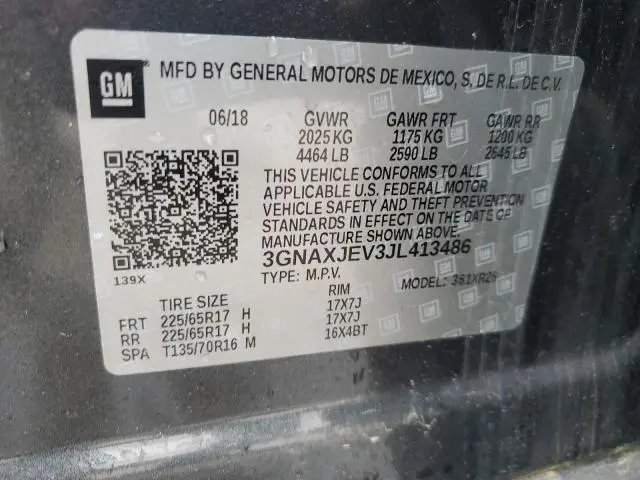 GM MFD BY GENERAL MOTORS DE MEXICO, S. DE R.L. DE C.V.
06/18 GVWR GAWR FRT GAWR RR
2025 KG 1175 KG 1200 KG
4464 LB 2590 LB 2645 LB
THIS VEHICLE CONFORMS TO ALL
APPLICABLE U.S. FEDERAL MOTOR
VEHICLE SAFETY AND THEFT PREVENTION
STANDARDS IN EFFECT ON THE DATE OF
MANUFACTURE SHOWN ABOVE.
3GNAXJEV3JL413486
139X TYPE: M.P.V. MODEL: 3S1XR26
TIRE SIZE RIM
FRT 225/65R17 H 17X7J
RR 225/65R17 H 17X7J
SPA T135/70R16 M 16X4BT